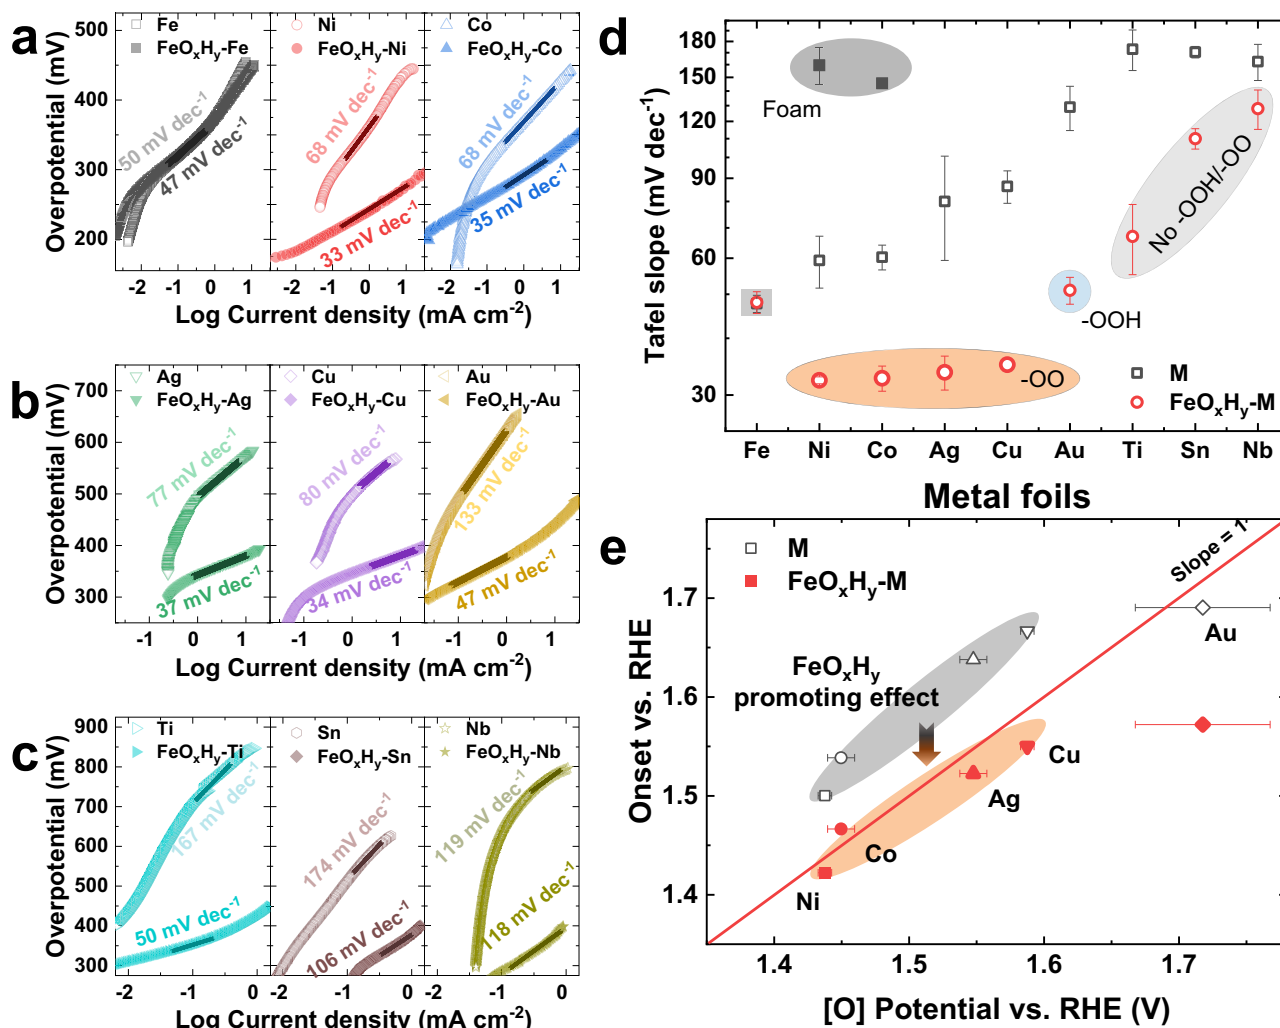 a
Overpotential (mV)
500
400
300
200
Fe
FeOxHy-Fe
50 mV dec-1
47 mV dec-1
Ni
FeOxHy-Ni
68 mV dec-1
33 mV dec-1
Co
FeOxHy-Co
68 mV dec-1
35 mV dec-1
-2 -1 0 1 -2 -1 0 1 -2 -1 0 1
Log Current density (mA cm-2)
b
Overpotential (mV)
700
600
500
400
300
Ag
FeOxHy-Ag
77 mV dec-1
37 mV dec-1
Cu
FeOxHy-Cu
80 mV dec-1
34 mV dec-1
Au
FeOxHy-Au
133 mV dec-1
47 mV dec-1
-1 0 1 -1 0 1 -1 0 1
Log Current density (mA cm-2)
c
Overpotential (mV)
900
800
700
600
500
400
300
Ti
FeOxHy-Ti
167 mV dec-1
50 mV dec-1
Sn
FeOxHy-Sn
174 mV dec-1
106 mV dec-1
Nb
FeOxHy-Nb
119 mV dec-1
118 mV dec-1
-2 -1 0 -2 -1 0 -2 -1 0
Log Current density (mA cm-2)
d
Tafel slope (mV dec-1)
180
150
120
90
60
30
Foam
No -OOH/-OO
-OOH
-OO
M
FeOxHy-M
Fe Ni Co Ag Cu Au Ti Sn Nb
Metal foils
e
Onset vs. RHE
1.7
1.6
1.5
1.4
M
FeOxHy-M
Slope = 1
FeOxHy
promoting effect
Au
Cu
Ag
Co
Ni
1.4 1.5 1.6 1.7
[O] Potential vs. RHE (V)